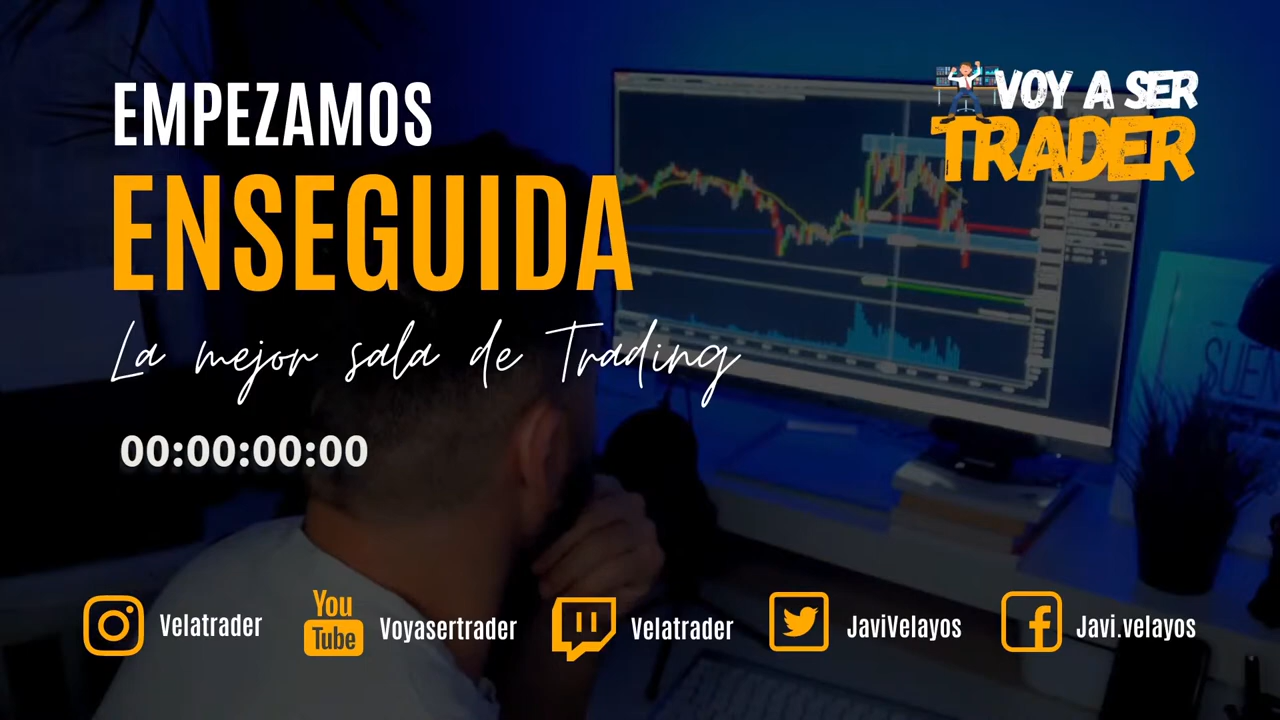 EMPEZAMOS
ENSEGUIDA
La mejor sala de Trading
00:00:00:00
VOY A SER
TRADER
Velatrader
You
Tube
Voyasertrader
Velatrader
JaviVelayos
Javi.velayos